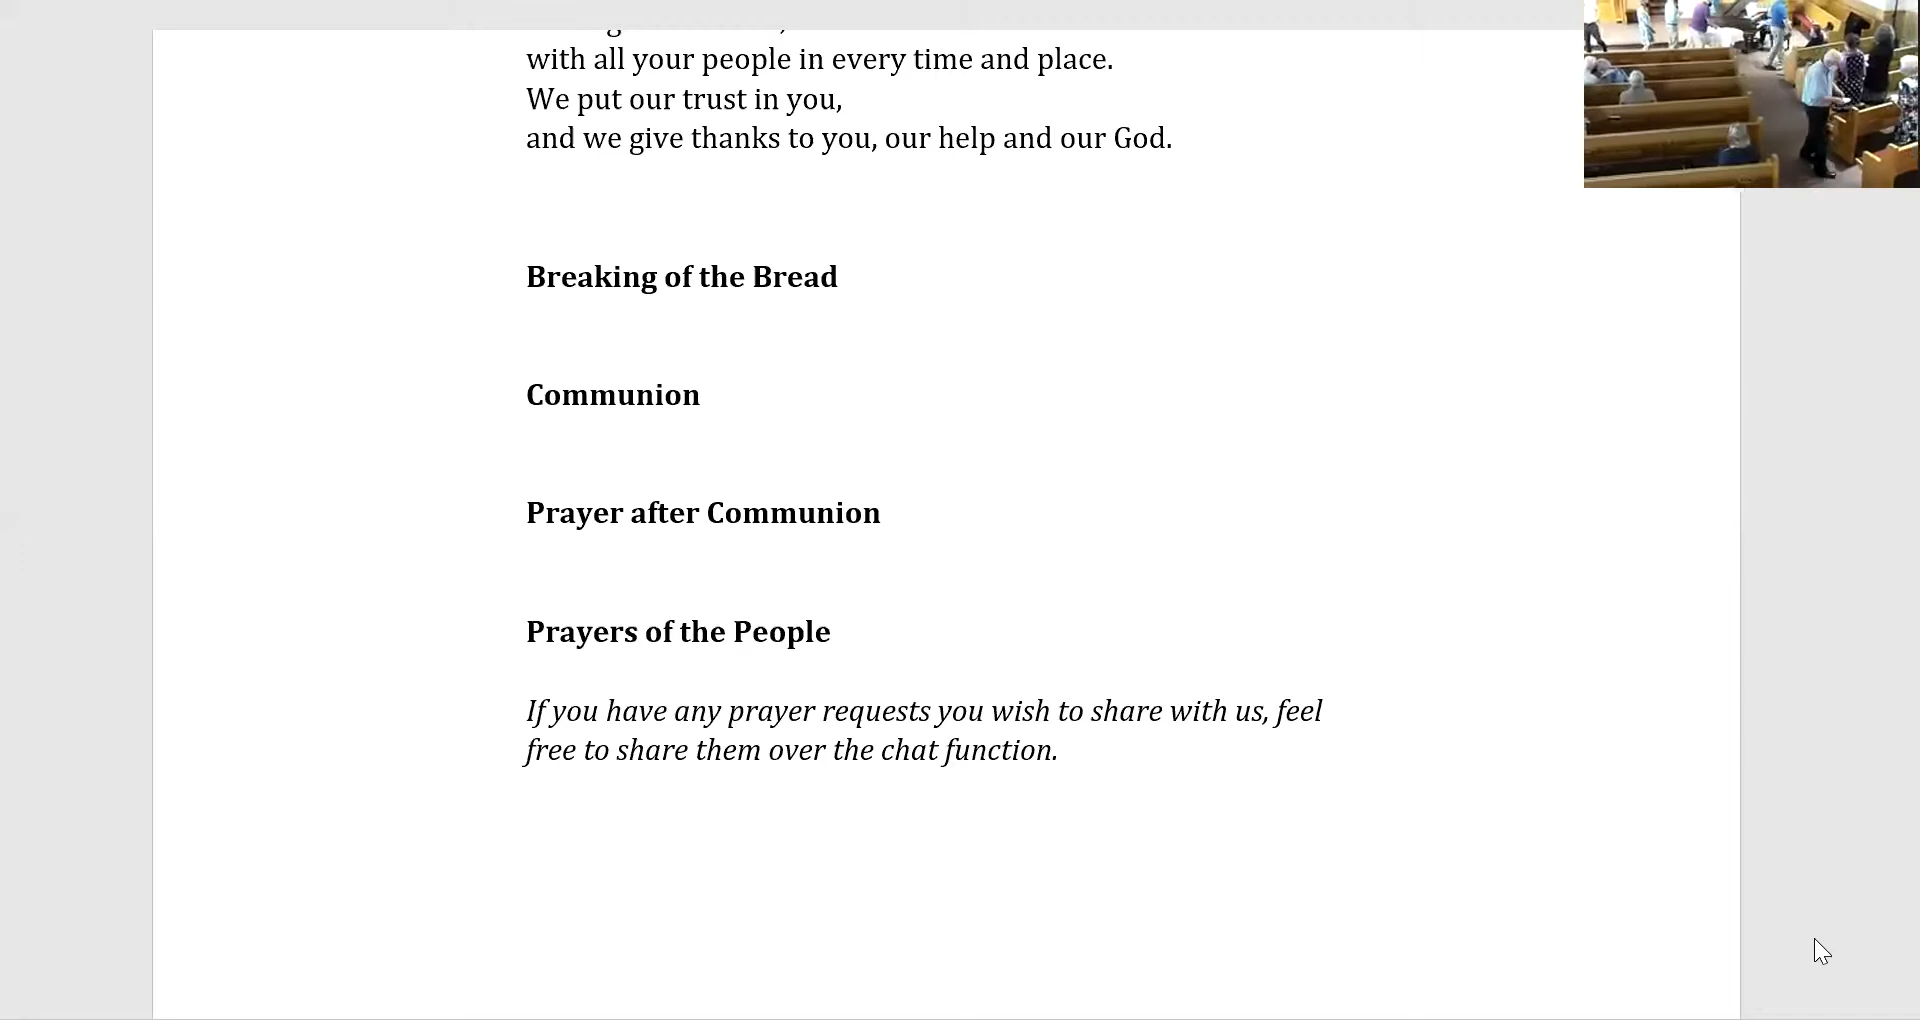 with all your people in every time and place.
We put our trust in you,
and we give thanks to you, our help and our God.
Breaking of the Bread
Communion
Prayer after Communion
Prayers of the People
If you have any prayer requests you wish to share with us, feel
free to share them over the chat function.